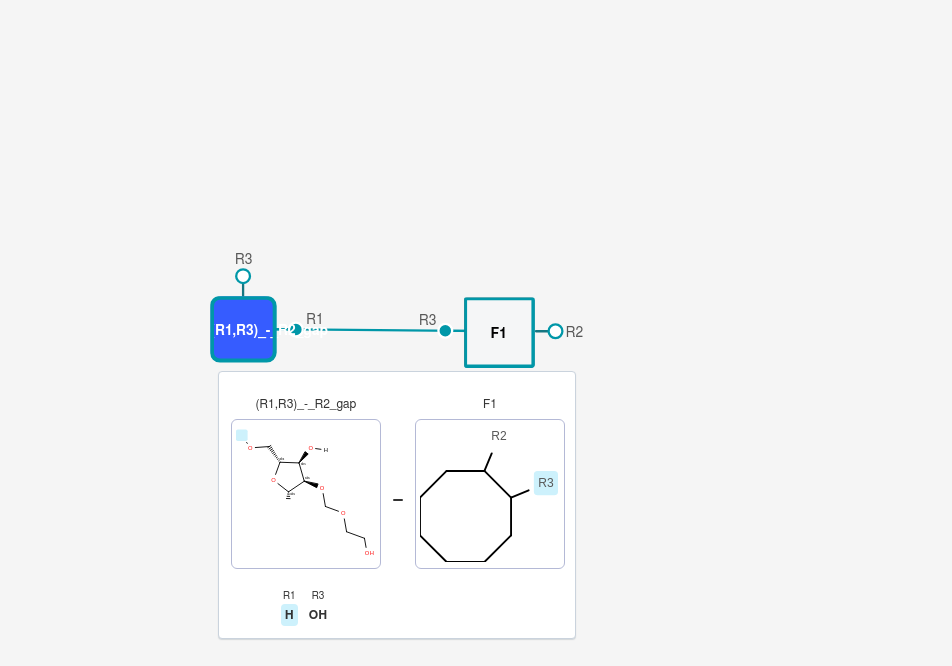 R3
R1,R3)_-_R2_gap
R1
R3
F1
R2
(R1,R3)_-_R2_gap
F1
R2
R3
O
O
H
O
O
O
OH
–
R1 R3
H OH